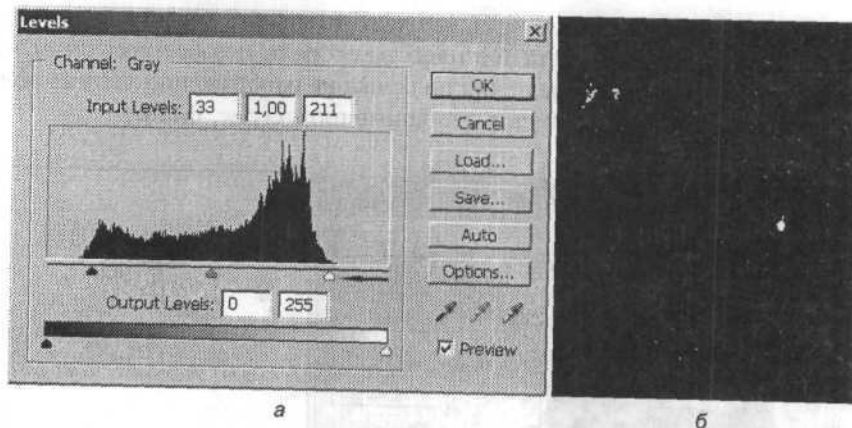 Levels
Channel: Gray
Input Levels: 33 1,00 211
Output Levels: 0 255
OK
Cancel
Load...
Save...
Auto
Options...
Preview
а
б